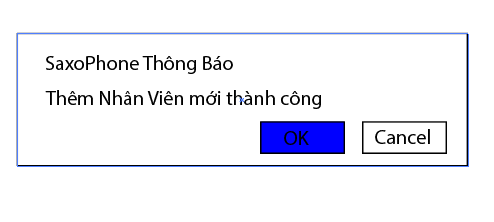 SaxoPhone Thông Báo
Thêm Nhân Viên mới thành công
OK Cancel